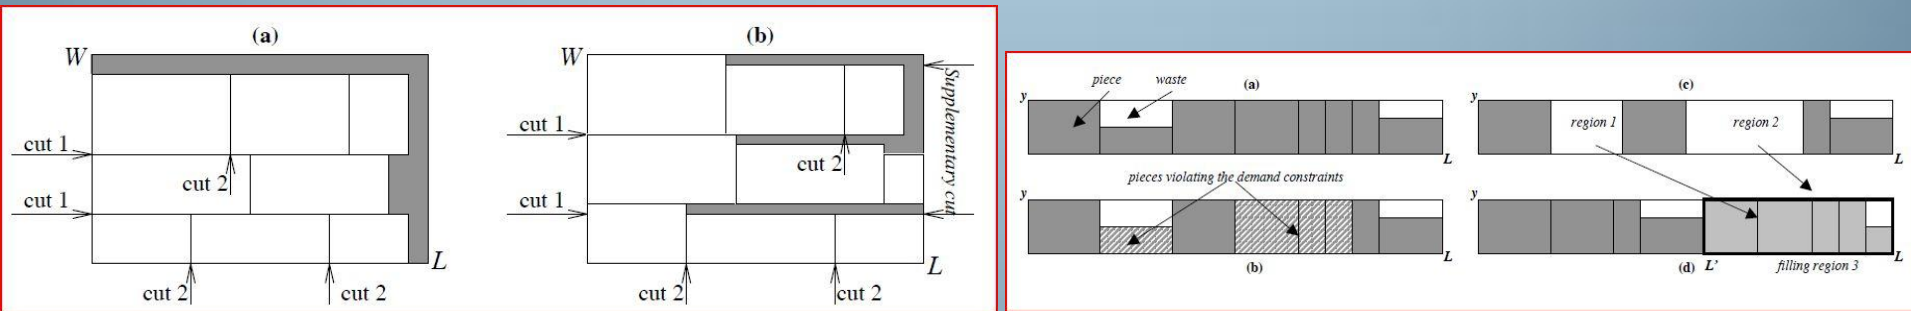 (a)
W
cut 1
cut 2
cut 1
L
cut 2
cut 2
(b)
W
cut 1
cut 2
cut 1
Supplementary cut
L
cut 2
cut 2
piece
waste
(a)
y
L
pieces violating the demand constraints
y
L
(b)
(c)
y
region 1
region 2
L
y
(d)
L'
filling region 3
L